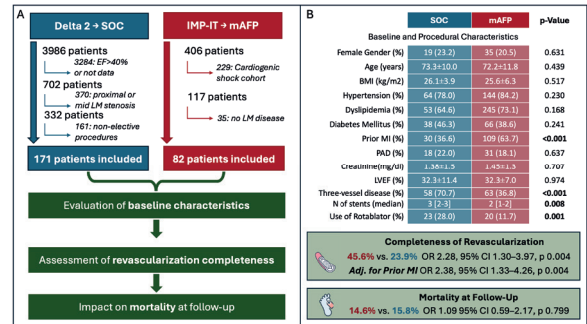 A
Delta 2 → SOC
IMP-IT → mAFP
3986 patients
3284: EF>40%
or not data
702 patients
370: proximal or
mid LM stenosis
332 patients
161: non-elective
procedures
171 patients included
406 patients
229: Cardiogenic
shock cohort
117 patients
35: no LM disease
82 patients included
Evaluation of baseline characteristics
Assessment of revascularization completeness
Impact on mortality at follow-up
B
SOC mAFP p-Value
Baseline and Procedural Characteristics
Female Gender (%) 19 (23.2) 35 (20.5) 0.631
Age (years) 73.3±10.0 72.2±11.8 0.439
BMI (kg/m2) 26.1±3.9 25.6±6.3 0.517
Hypertension (%) 64 (78.0) 144 (84.2) 0.230
Dyslipidemia (%) 53 (64.6) 245 (73.1) 0.168
Diabetes Mellitus (%) 38 (46.3) 66 (38.6) 0.241
Prior MI (%) 30 (36.6) 109 (63.7) <0.001
PAD (%) 18 (22.0) 31 (18.1) 0.637
Creatinine(mg/dl) 1.38±1.5 1.45±1.3 0.707
LVEF (%) 32.3±11.4 32.3±7.0 0.974
Three-vessel disease (%) 58 (70.7) 63 (36.8) <0.001
N of stents (median) 3 [2-3] 2 [1-2] 0.008
Use of Rotablator (%) 23 (28.0) 20 (11.7) 0.001
Completeness of Revascularization
45.6% vs. 23.9% OR 2.28, 95% CI 1.30–3.97, p 0.004
Adj. for Prior MI OR 2.38, 95% CI 1.33–4.26, p 0.004
Mortality at Follow-Up
14.6% vs. 15.8% OR 1.09 95% CI 0.59–2.17, p 0.799